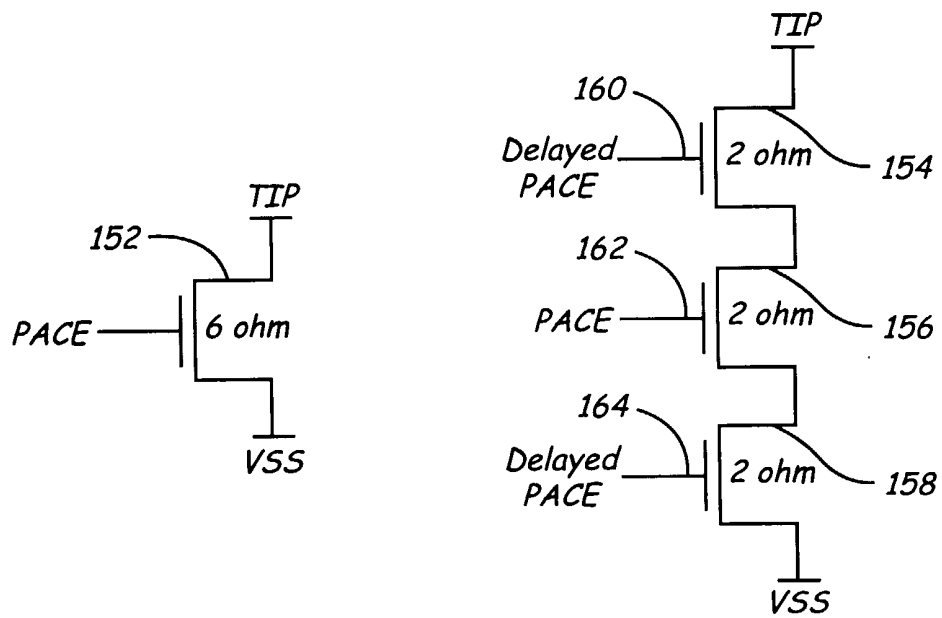 TIP
152
PACE
6 ohm
VSS
TIP
160
Delayed
PACE
2 ohm
154
162
PACE
2 ohm
156
164
Delayed
PACE
2 ohm
158
VSS